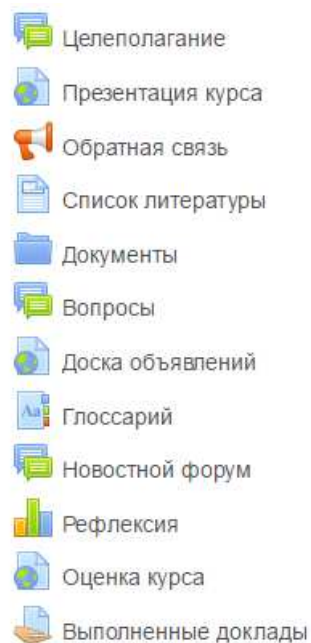 Целеполагание
Презентация курса
Обратная связь
Список литературы
Документы
Вопросы
Доска объявлений
Глоссарий
Новостной форум
Рефлексия
Оценка курса
Выполненные доклады